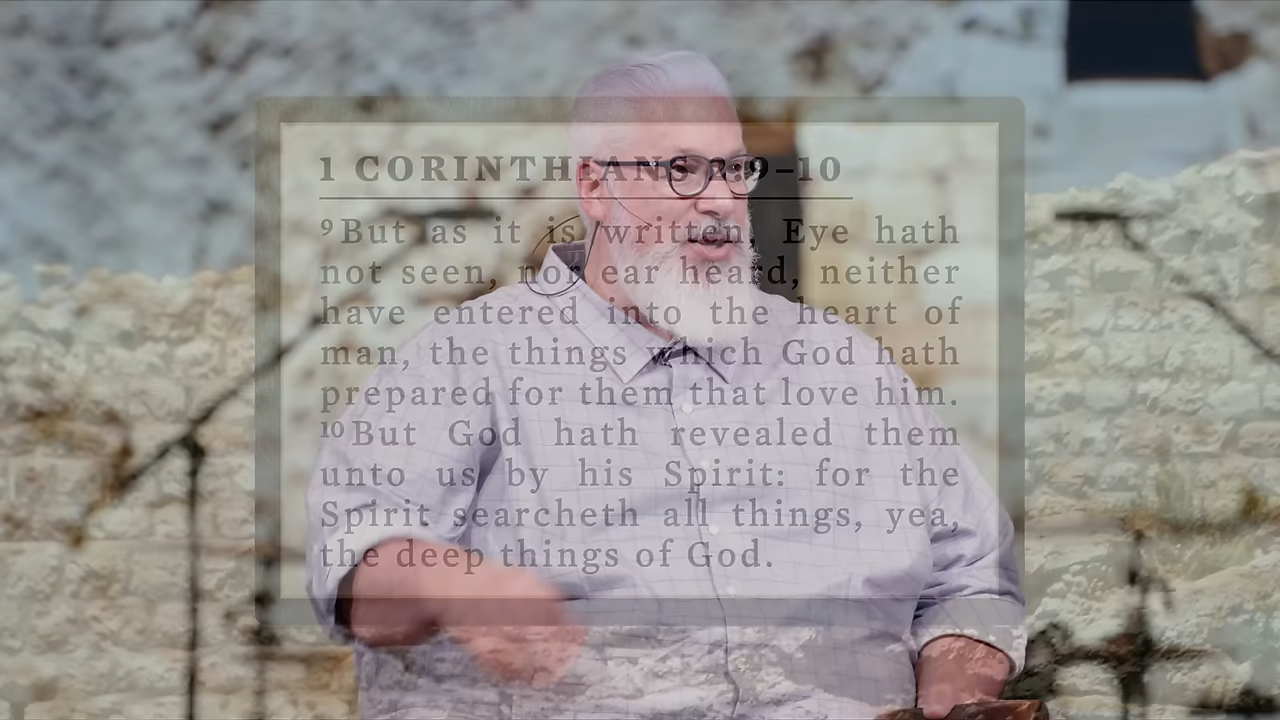 1 CORINTHIANS 2:9–10
⁹But as it is written, Eye hath
not seen, nor ear heard, neither
have entered into the heart of
man, the things which God hath
prepared for them that love him.
¹⁰But God hath revealed them
unto us by his Spirit: for the
Spirit searcheth all things, yea,
the deep things of God.